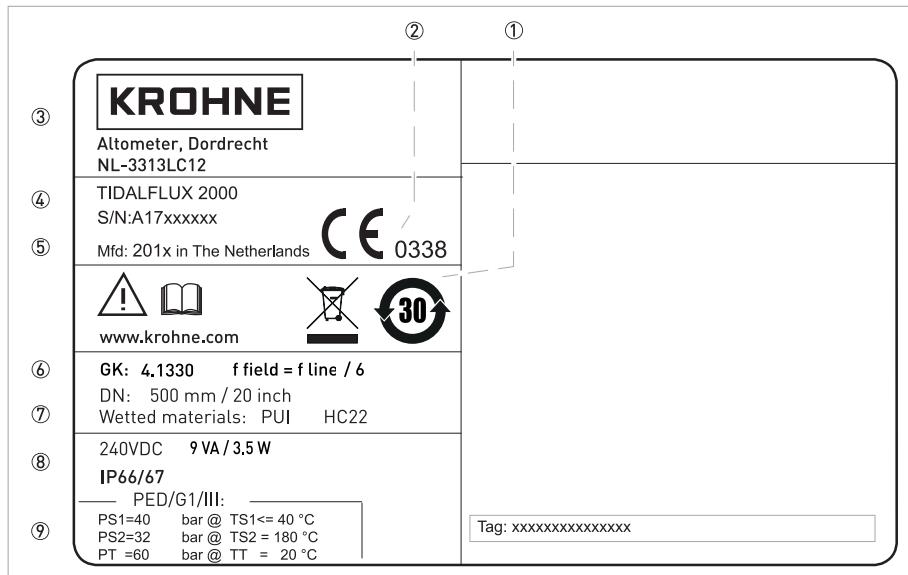 ② ①
③ KROHNE
Altometer, Dordrecht
NL-3313LC12
④ TIDALFLUX 2000
S/N:A17xxxxxx
⑤ Mfd: 201x in The Netherlands CE 0338
30
www.krohne.com
⑥ GK: 4.1330 f field = f line / 6
DN: 500 mm / 20 inch
⑦ Wetted materials: PUI HC22
⑧ 240VDC 9 VA / 3.5 W
IP66/67
PED/G1/III:
⑨ PS1=40 bar @ TS1<= 40 °C
PS2=32 bar @ TS2 = 180 °C
PT =60 bar @ TT = 20 °C
Tag: xxxxxxxxxxxxxxx